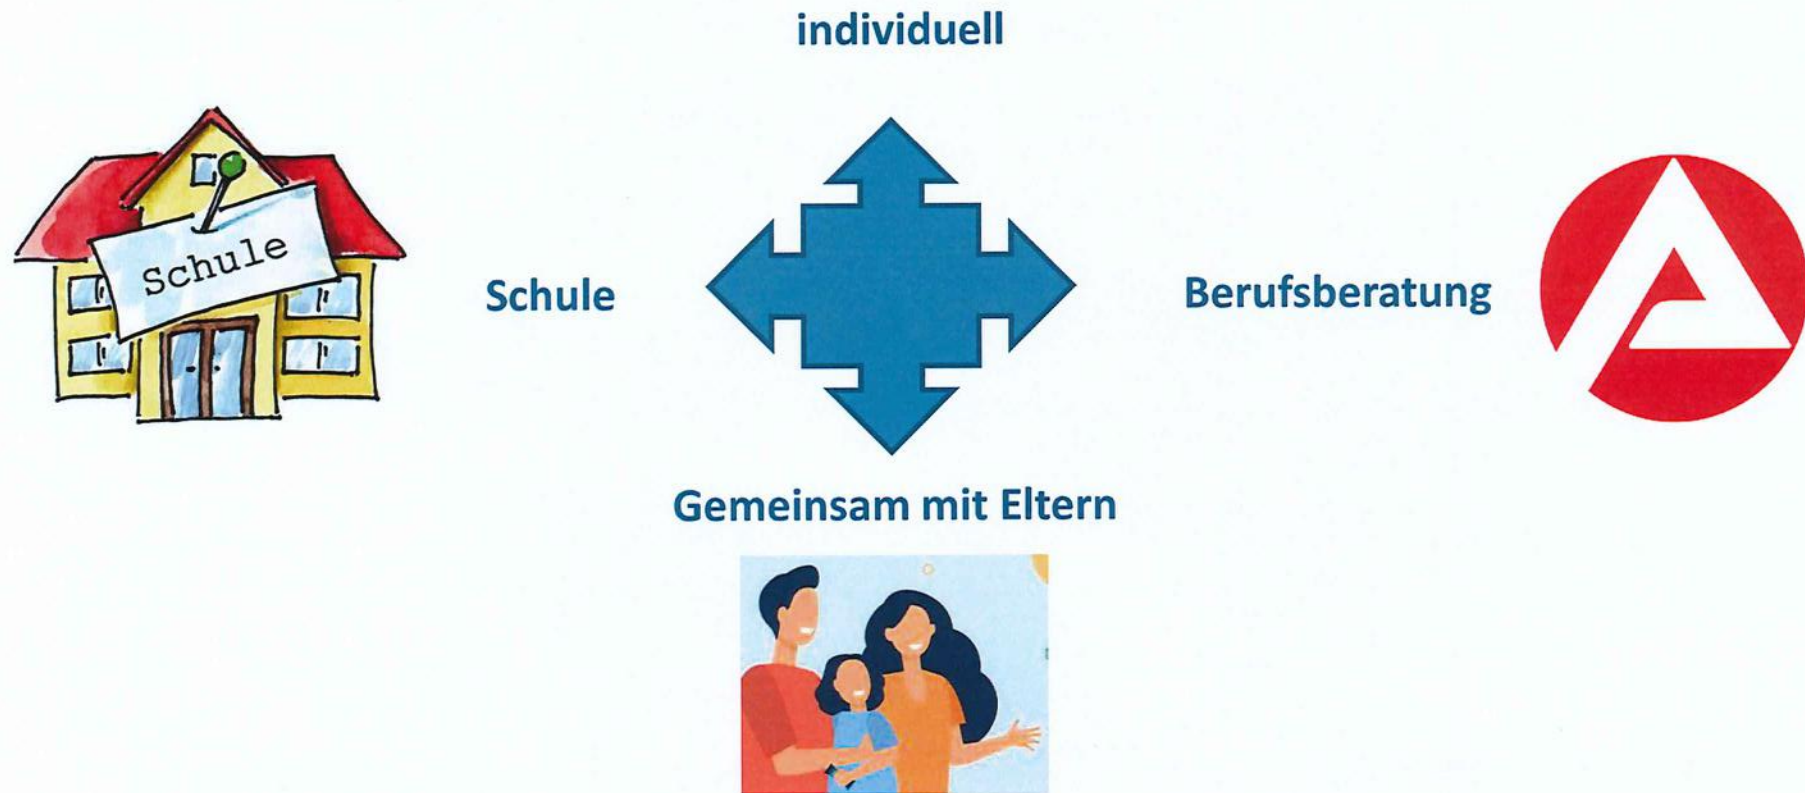 individuell
Schule
Schule
Berufsberatung
Gemeinsam mit Eltern